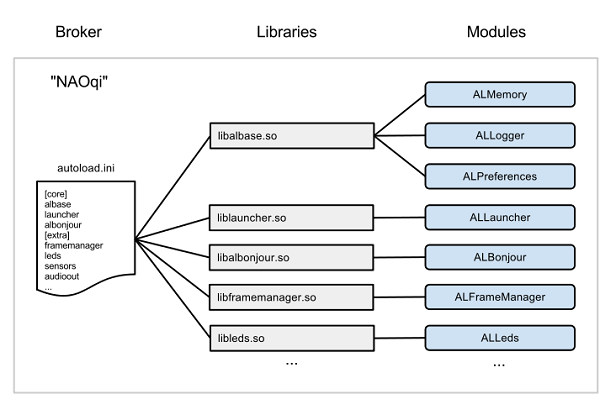 Broker
Libraries
Modules
"NAOqi"
autoload.ini
[core]
albase
launcher
albonjour
[extra]
framemanager
leds
sensors
audioout
...
libalbase.so
liblauncher.so
libalbonjour.so
libframemanager.so
libleds.so
...
ALMemory
ALLogger
ALPreferences
ALLauncher
ALBonjour
ALFrameManager
ALLeds
...